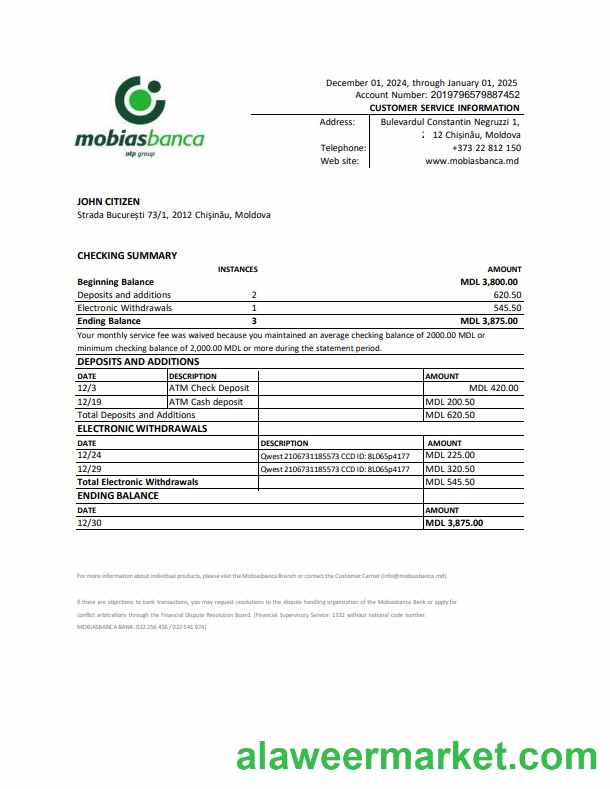 December 01, 2024, through January 01, 2025
Account Number: 2019796579887452
CUSTOMER SERVICE INFORMATION
Address: Bulevardul Constantin Negruzzi 1,
: 12 Chișinău, Moldova
Telephone: +373 22 812 150
Web site: www.mobiasbanca.md
mobiasbanca
otp group
JOHN CITIZEN
Strada București 73/1, 2012 Chișinău, Moldova
CHECKING SUMMARY
INSTANCES AMOUNT
Beginning Balance MDL 3,800.00
Deposits and additions 2 620.50
Electronic Withdrawals 1 545.50
Ending Balance 3 MDL 3,875.00
Your monthly service fee was waived because you maintained an average checking balance of 2000.00 MDL or
minimum checking balance of 2,000.00 MDL or more during the statement period.
DEPOSITS AND ADDITIONS
DATE DESCRIPTION AMOUNT
12/3 ATM Check Deposit MDL 420.00
12/19 ATM Cash deposit MDL 200.50
Total Deposits and Additions MDL 620.50
ELECTRONIC WITHDRAWALS
DATE DESCRIPTION AMOUNT
12/24 Qwest 2106731185573 CCD ID: 8L065p4177 MDL 225.00
12/29 Qwest 2106731185573 CCD ID: 8L065p4177 MDL 320.50
Total Electronic Withdrawals MDL 545.50
ENDING BALANCE
DATE AMOUNT
12/30 MDL 3,875.00
For more information about individual products, please visit the Mobiasbanca Branch or contact the Customer Center (info@mobiasbanca.md)
If there are objections to bank transactions, you may request resolutions to the dispute handling organization of the Mobiasbanca Bank or apply for
conflict arbitrations through the Financial Dispute Resolution Board. (Financial Supervisory Service: 1332 without national code number.
MOBIASBANCA BANK: 022 256 456 / 022 541 974)
alaweermarket.com